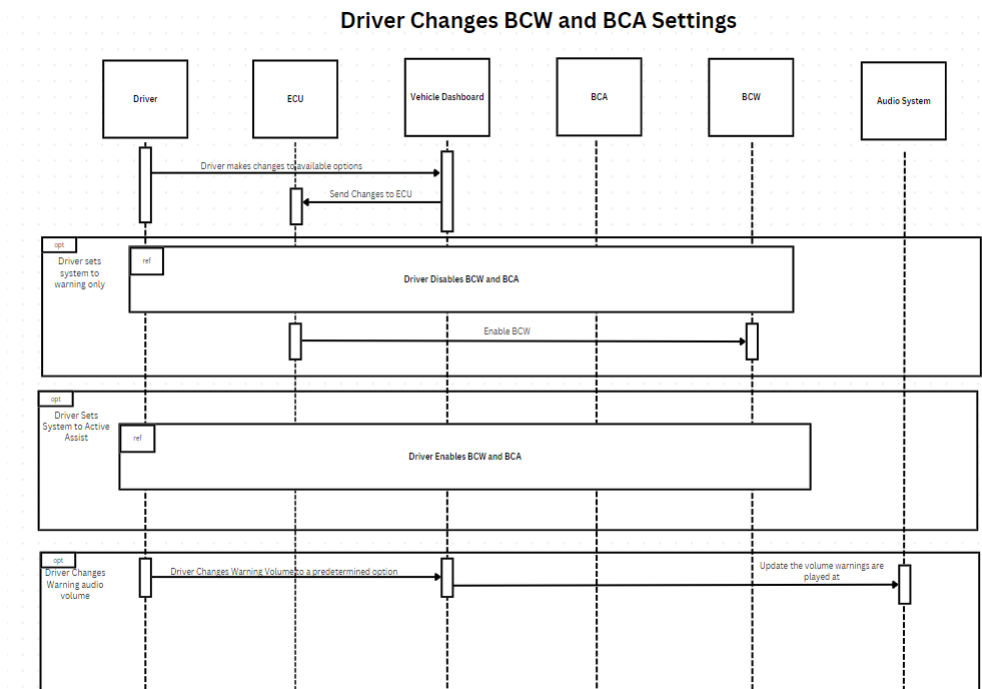 Driver Changes BCW and BCA Settings
Driver
ECU
Vehicle Dashboard
BCA
BCW
Audio System
Driver makes changes to available options
Send Changes to ECU
opt
Driver sets
system to
warning only
ref
Driver Disables BCW and BCA
Enable BCW
opt
Driver Sets
System to Active
Assist
ref
Driver Enables BCW and BCA
opt
Driver Changes
Warning audio
volume
Driver Changes Warning Volume to a predetermined option
Update the volume warnings are
played at